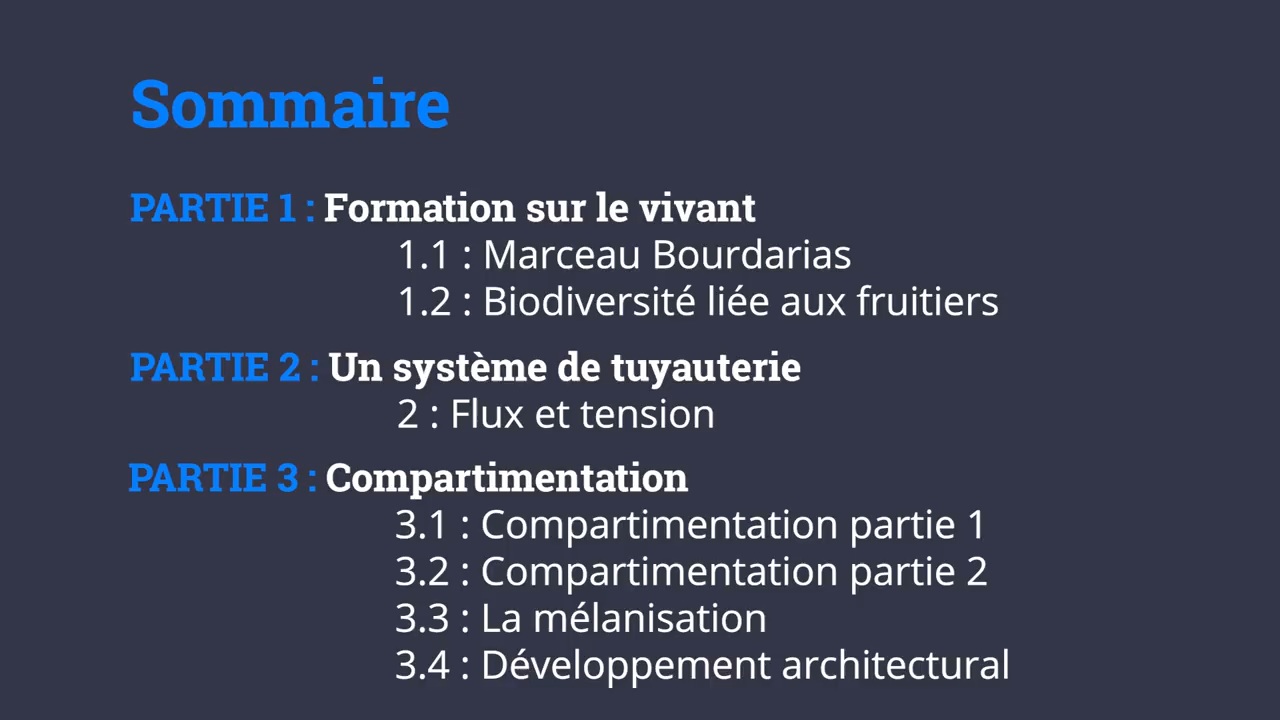 Sommaire
PARTIE 1 : Formation sur le vivant
1.1 : Marceau Bourdarias
1.2 : Biodiversité liée aux fruitiers
PARTIE 2 : Un système de tuyauterie
2 : Flux et tension
PARTIE 3 : Compartimentation
3.1 : Compartimentation partie 1
3.2 : Compartimentation partie 2
3.3 : La mélanisation
3.4 : Développement architectural